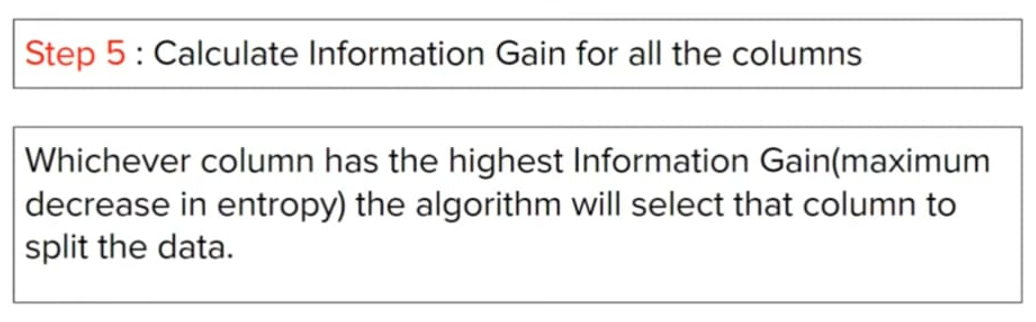 Step 5 : Calculate Information Gain for all the columns
Whichever column has the highest Information Gain(maximum
decrease in entropy) the algorithm will select that column to
split the data.